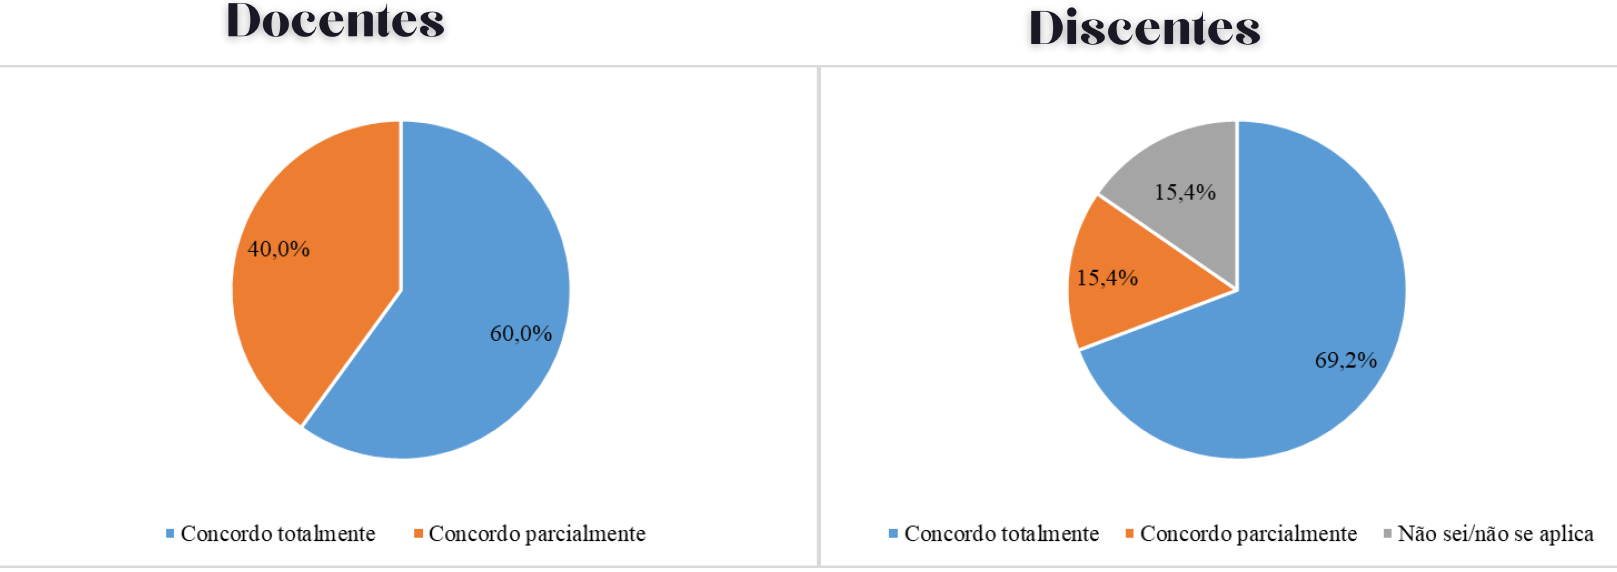 Docentes
Discentes
40,0%
60,0%
Concordo totalmente
Concordo parcialmente
15,4%
15,4%
69,2%
Concordo totalmente
Concordo parcialmente
Não sei/não se aplica